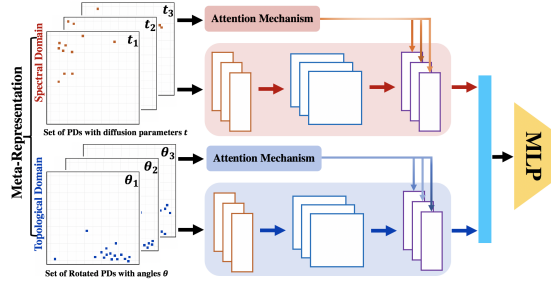 Meta-Representation
Spectral Domain
t1
t2
t3
Set of PDs with diffusion parameters t
Attention Mechanism
Topological Domain
θ1
θ2
θ3
Set of Rotated PDs with angles θ
Attention Mechanism
MLP